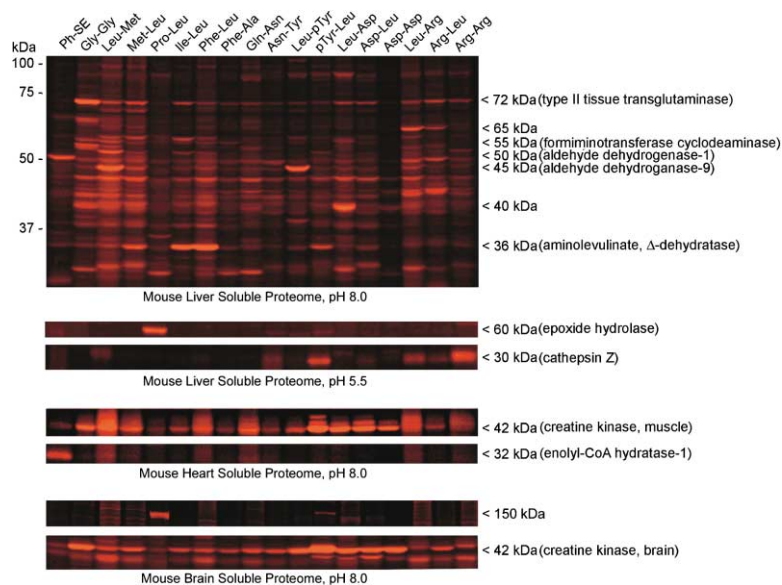 Ph-SE
Gly-Gly
Leu-Met
Met-Leu
Pro-Leu
Ile-Leu
Phe-Leu
Phe-Ala
Gln-Asn
Asn-Tyr
Leu-pTyr
pTyr-Leu
Leu-Asp
Asp-Leu
Asp-Asp
Leu-Arg
Arg-Leu
Arg-Arg
kDa
100 -
75 -
50 -
37 -
< 72 kDa (type II tissue transglutaminase)
< 65 kDa
< 55 kDa (formiminotransferase cyclodeaminase)
< 50 kDa (aldehyde dehydrogenase-1)
< 45 kDa (aldehyde dehydroganase-9)
< 40 kDa
< 36 kDa (aminolevulinate, Δ-dehydratase)
Mouse Liver Soluble Proteome, pH 8.0
< 60 kDa (epoxide hydrolase)
< 30 kDa (cathepsin Z)
Mouse Liver Soluble Proteome, pH 5.5
< 42 kDa (creatine kinase, muscle)
< 32 kDa (enolyl-CoA hydratase-1)
Mouse Heart Soluble Proteome, pH 8.0
< 150 kDa
< 42 kDa (creatine kinase, brain)
Mouse Brain Soluble Proteome, pH 8.0